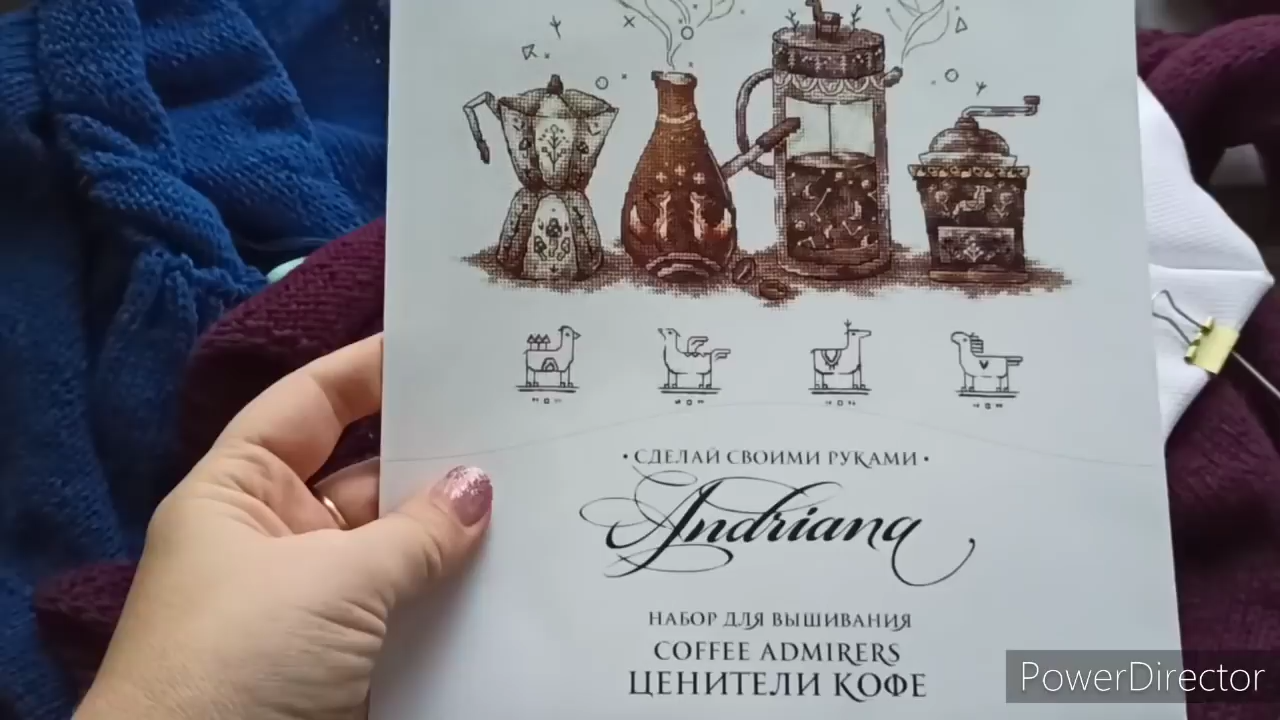 • СДЕЛАЙ СВОИМИ РУКАМИ •
Andriana
НАБОР ДЛЯ ВЫШИВАНИЯ
COFFEE ADMIRERS
ЦЕНИТЕЛИ КОФЕ
PowerDirector